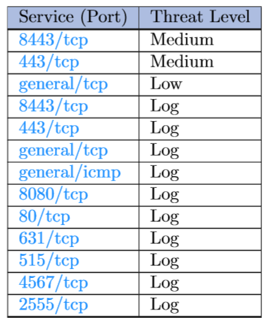 Service (Port) Threat Level
8443/tcp Medium
443/tcp Medium
general/tcp Low
8443/tcp Log
443/tcp Log
general/tcp Log
general/icmp Log
8080/tcp Log
80/tcp Log
631/tcp Log
515/tcp Log
4567/tcp Log
2555/tcp Log